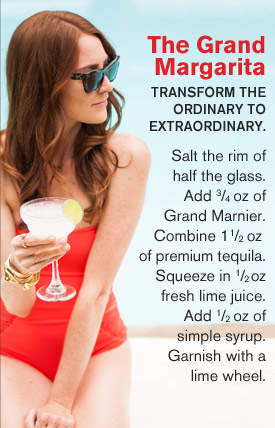 The Grand
Margarita
TRANSFORM THE
ORDINARY TO
EXTRAORDINARY.
Salt the rim of
half the glass.
Add 3/4 oz of
Grand Marnier.
Combine 1 1/2 oz
of premium tequila.
Squeeze in 1/2 oz
fresh lime juice.
Add 1/2 oz of
simple syrup.
Garnish with a
lime wheel.